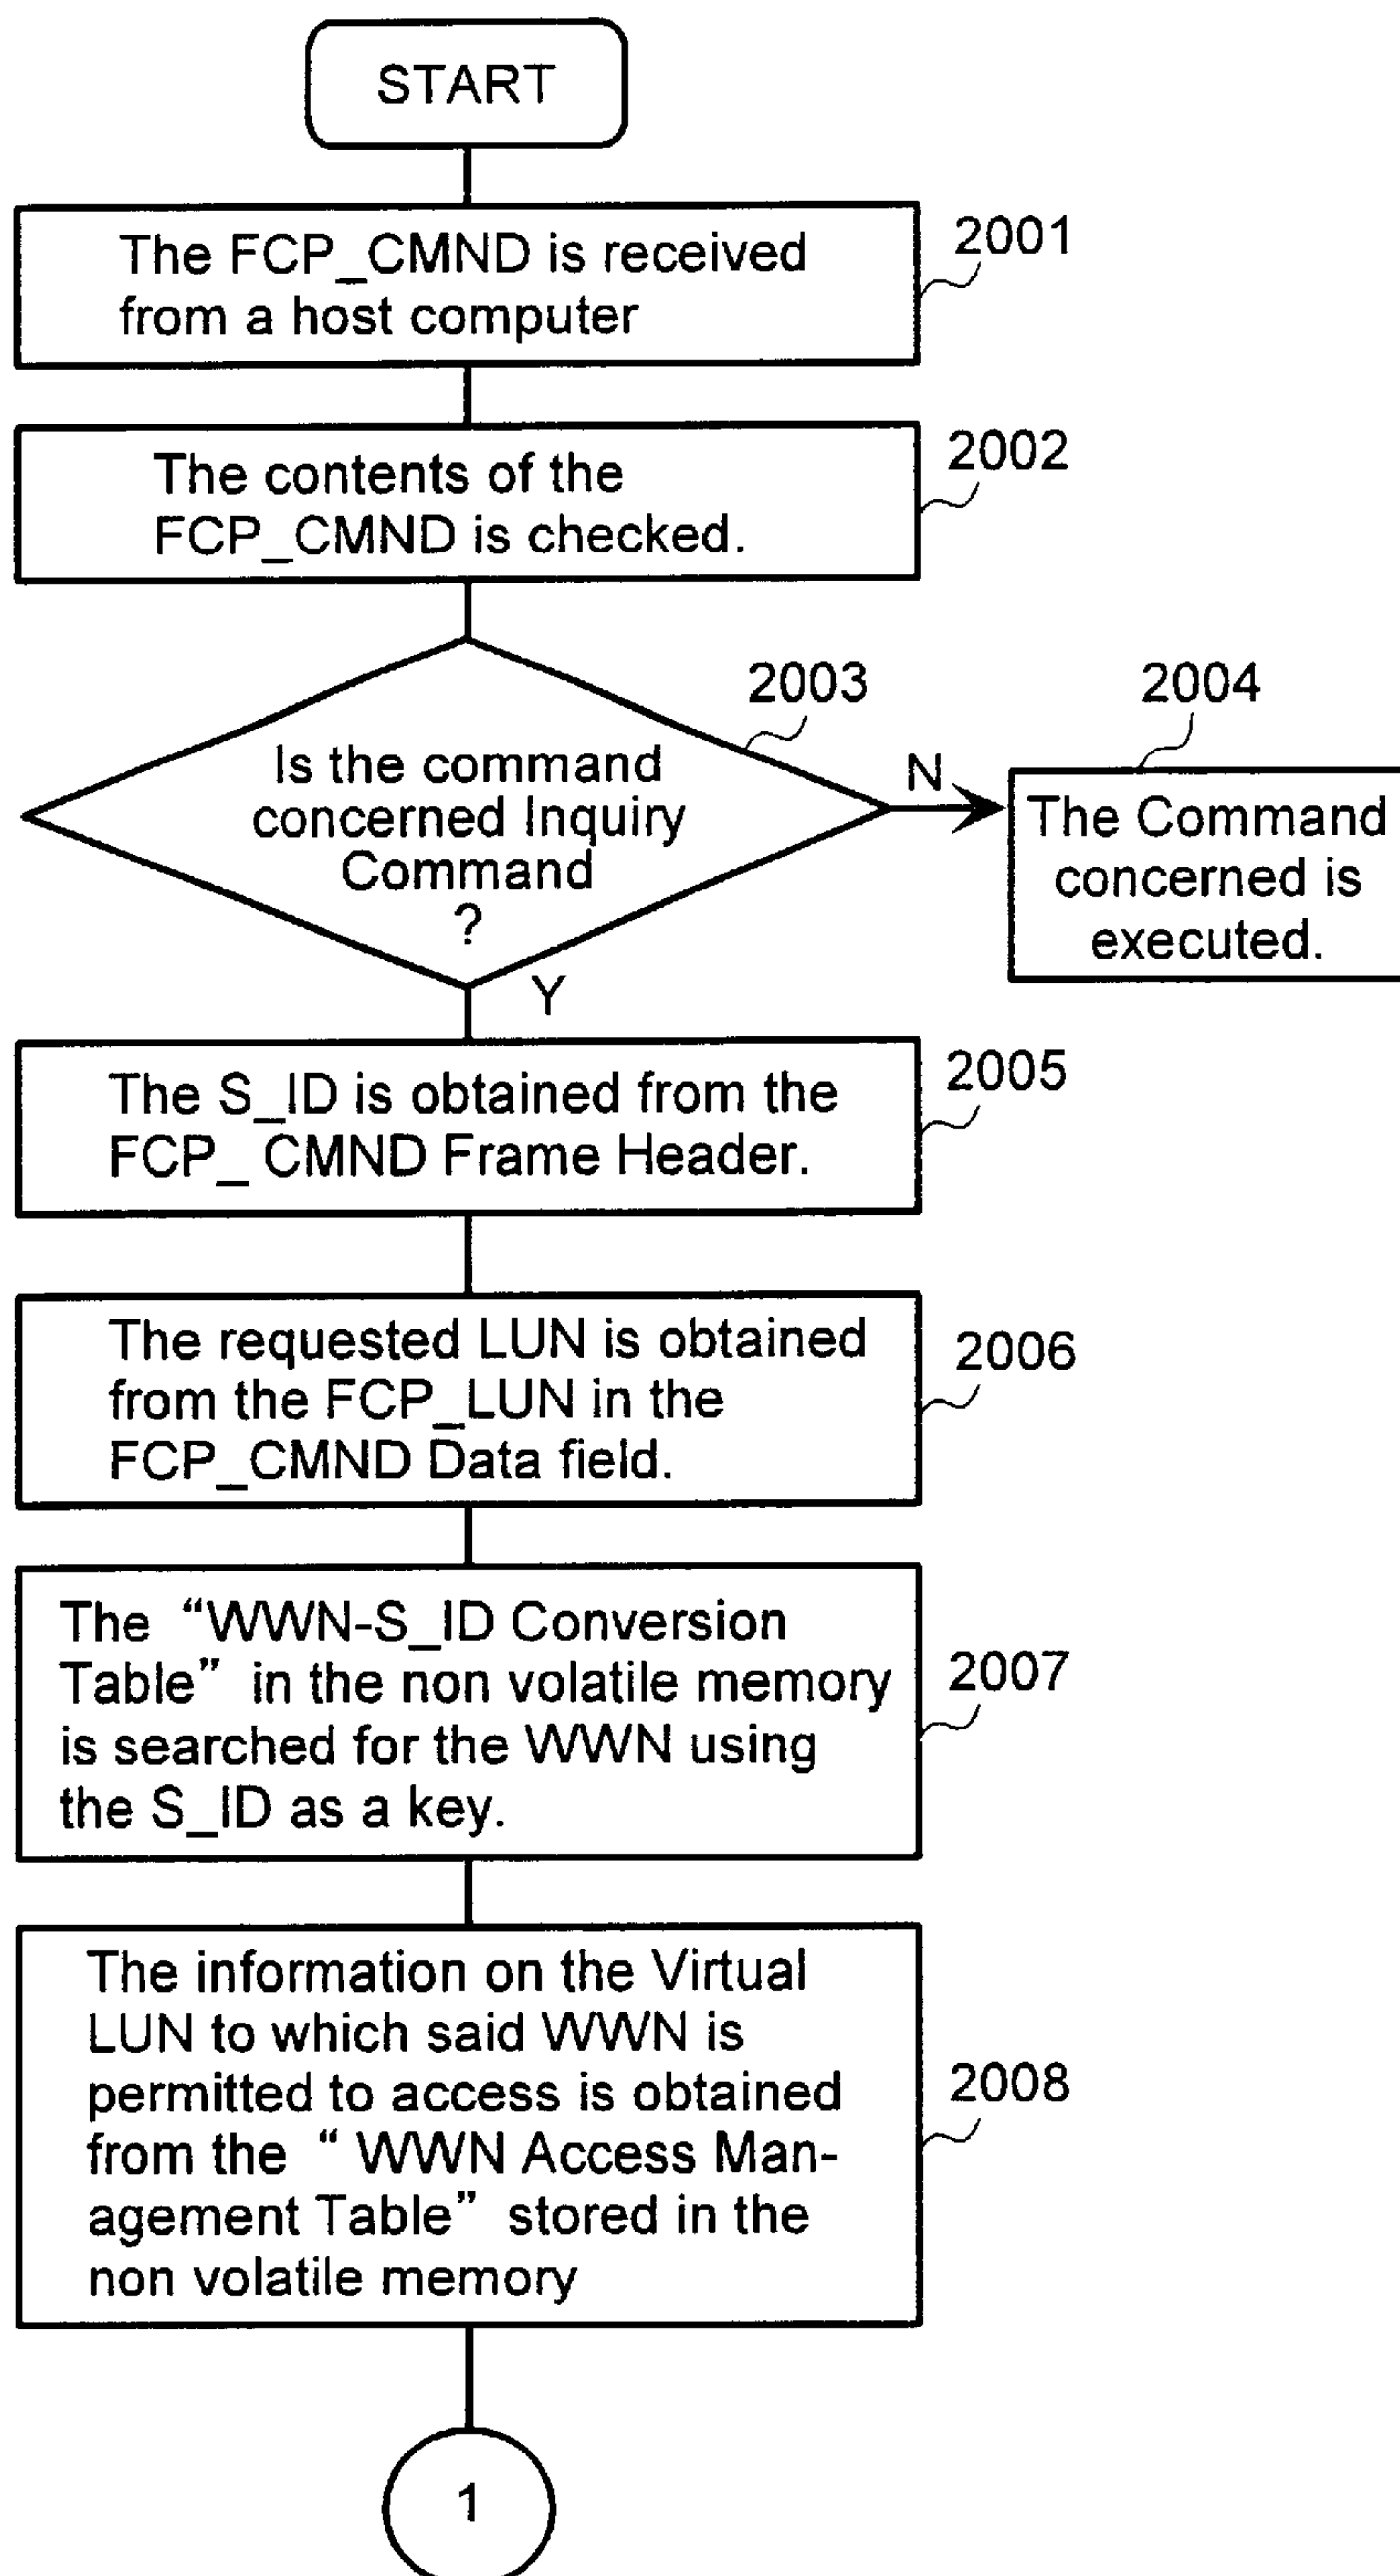 START
The FCP_CMND is received
from a host computer
2001
The contents of the
FCP_CMND is checked.
2002
Is the command
concerned Inquiry
Command
?
2003
N
2004
The Command
concerned is
executed.
Y
The S_ID is obtained from the
FCP_ CMND Frame Header.
2005
The requested LUN is obtained
from the FCP_LUN in the
FCP_CMND Data field.
2006
The “WWN-S_ID Conversion
Table” in the non volatile memory
is searched for the WWN using
the S_ID as a key.
2007
The information on the Virtual
LUN to which said WWN is
permitted to access is obtained
from the “ WWN Access Man-
agement Table” stored in the
non volatile memory
2008
1